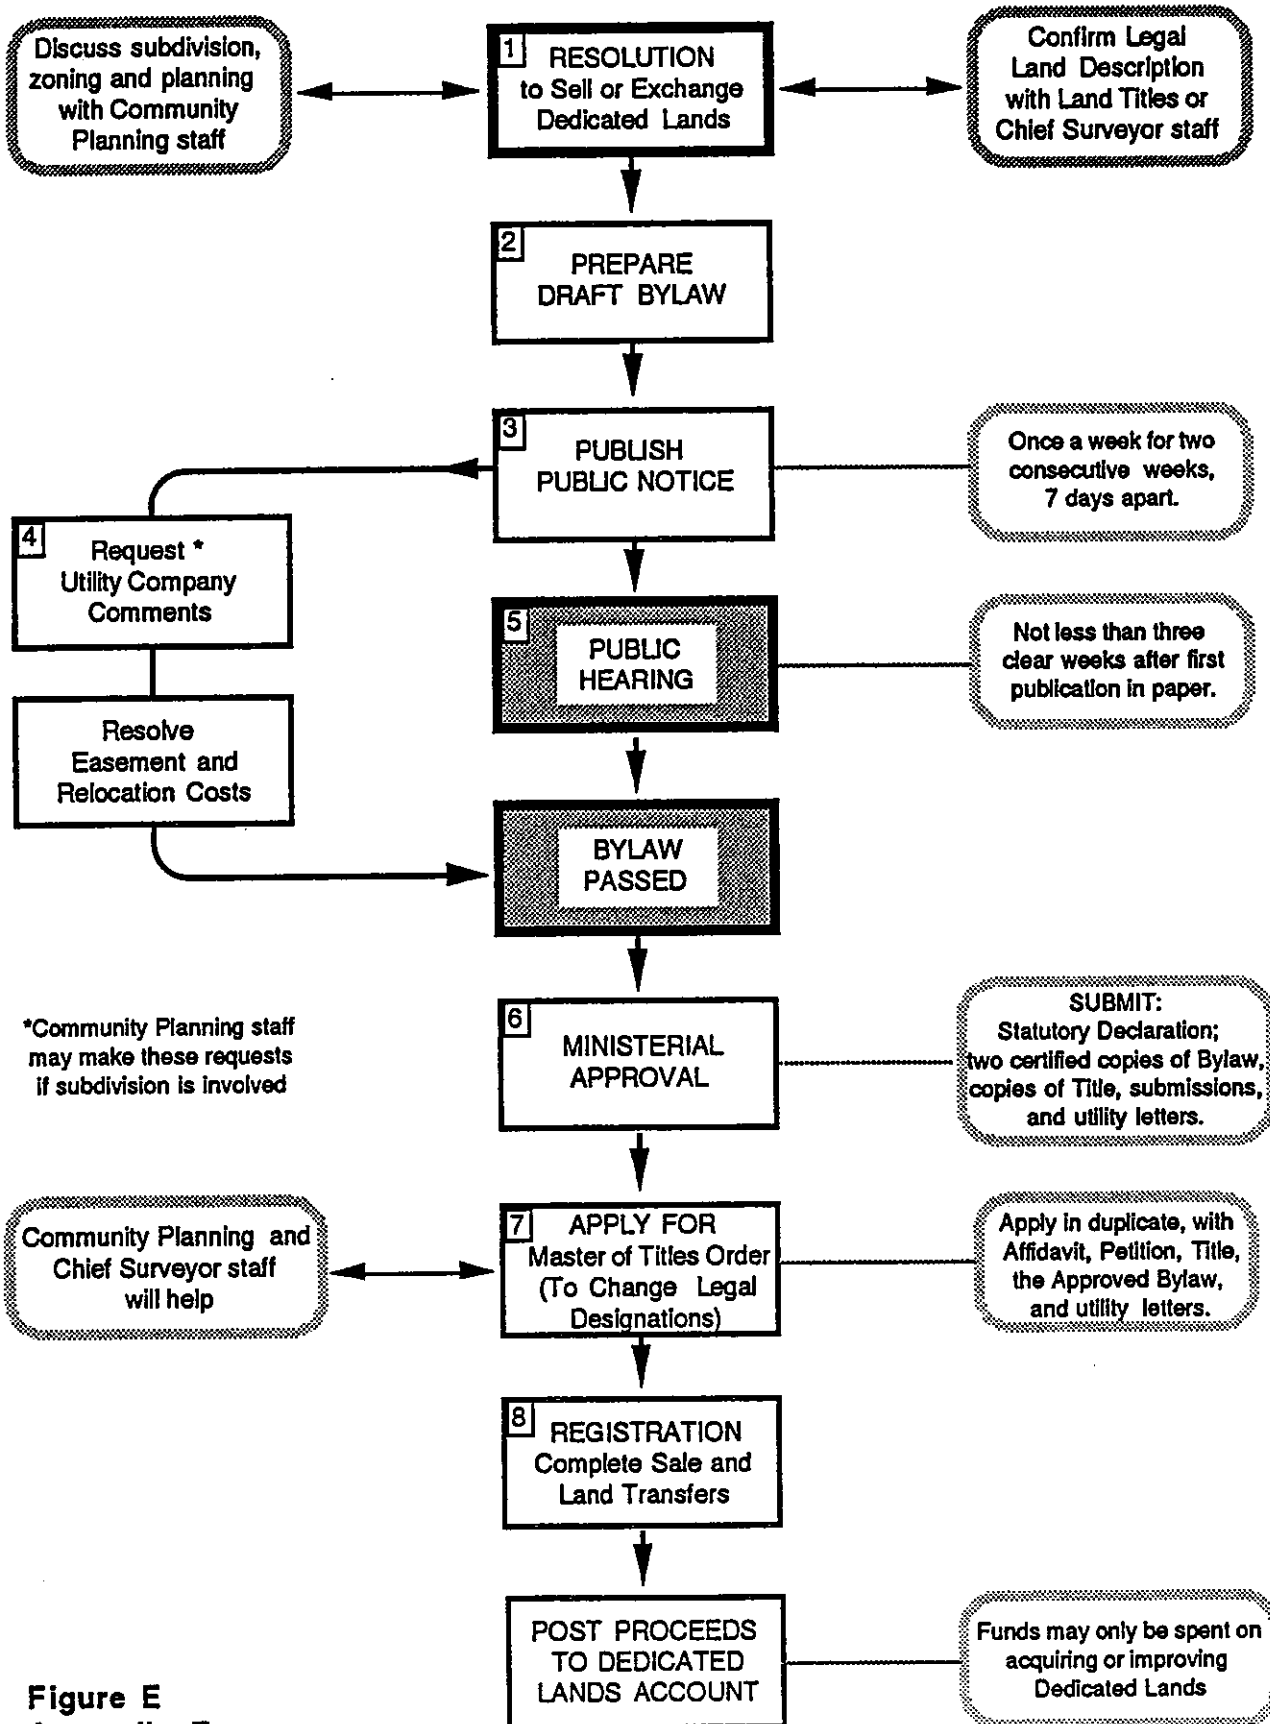 Discuss subdivision,
zoning and planning
with Community
Planning staff
1
RESOLUTION
to Sell or Exchange
Dedicated Lands
Confirm Legal
Land Description
with Land Titles or
Chief Surveyor staff
2
PREPARE
DRAFT BYLAW
3
PUBLISH
PUBLIC NOTICE
Once a week for two
consecutive weeks,
7 days apart.
4
Request *
Utility Company
Comments
5
PUBLIC
HEARING
Not less than three
clear weeks after first
publication in paper.
Resolve
Easement and
Relocation Costs
BYLAW
PASSED
*Community Planning staff
may make these requests
if subdivision is involved
6
MINISTERIAL
APPROVAL
SUBMIT:
Statutory Declaration;
two certified copies of Bylaw,
copies of Title, submissions,
and utility letters.
Community Planning and
Chief Surveyor staff
will help
7
APPLY FOR
Master of Titles Order
(To Change Legal
Designations)
Apply in duplicate, with
Affidavit, Petition, Title,
the Approved Bylaw,
and utility letters.
8
REGISTRATION
Complete Sale and
Land Transfers
POST PROCEEDS
TO DEDICATED
LANDS ACCOUNT
Funds may only be spent on
acquiring or improving
Dedicated Lands
Figure E